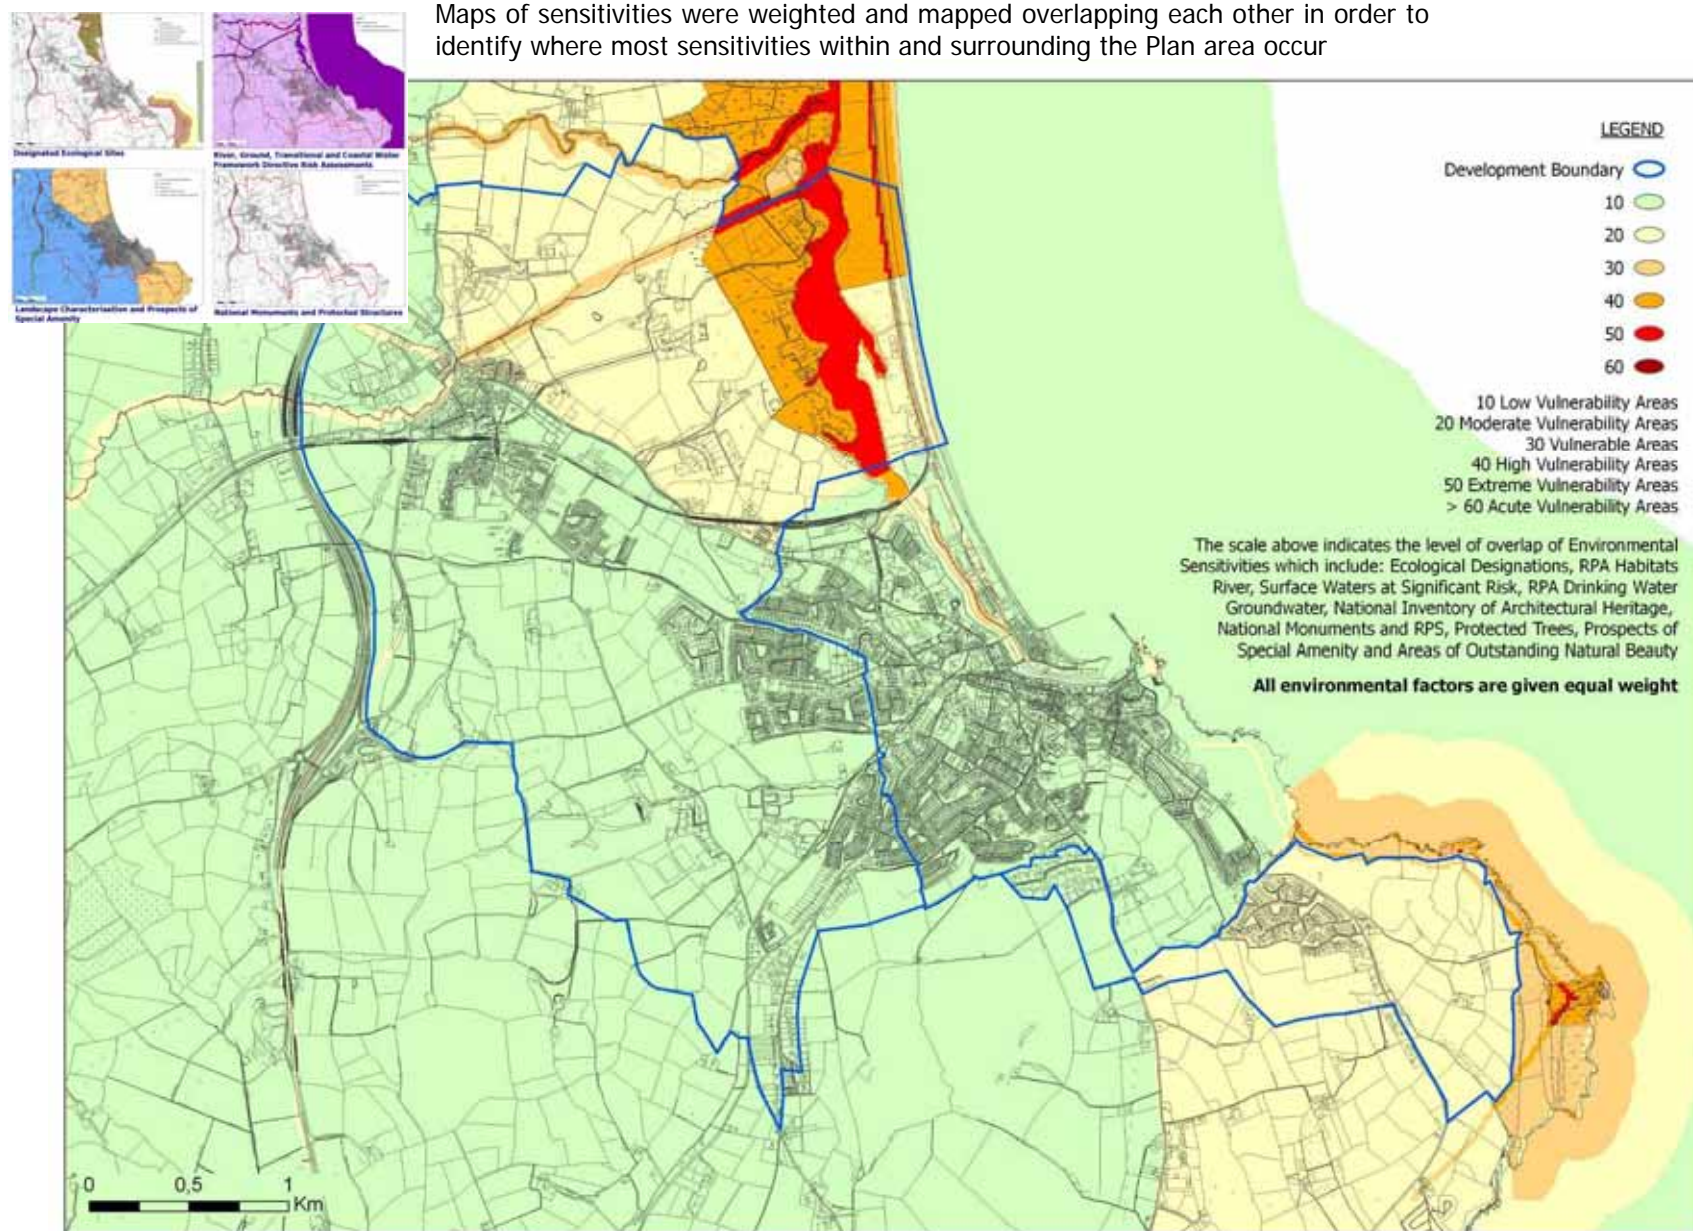 Maps of sensitivities were weighted and mapped overlapping each other in order to
identify where most sensitivities within and surrounding the Plan area occur
Designated Ecological Sites
River, Ground, Transitional and Coastal Water
Framework Directive Risk Assessments
Landscape Characterisation and Prospects of
Special Amenity
National Monuments and Protected Structures
LEGEND
Development Boundary
10
20
30
40
50
60
10 Low Vulnerability Areas
20 Moderate Vulnerability Areas
30 Vulnerable Areas
40 High Vulnerability Areas
50 Extreme Vulnerability Areas
> 60 Acute Vulnerability Areas
The scale above indicates the level of overlap of Environmental
Sensitivities which include: Ecological Designations, RPA Habitats
River, Surface Waters at Significant Risk, RPA Drinking Water
Groundwater, National Inventory of Architectural Heritage,
National Monuments and RPS, Protected Trees, Prospects of
Special Amenity and Areas of Outstanding Natural Beauty
All environmental factors are given equal weight
0 0,5 1
Km